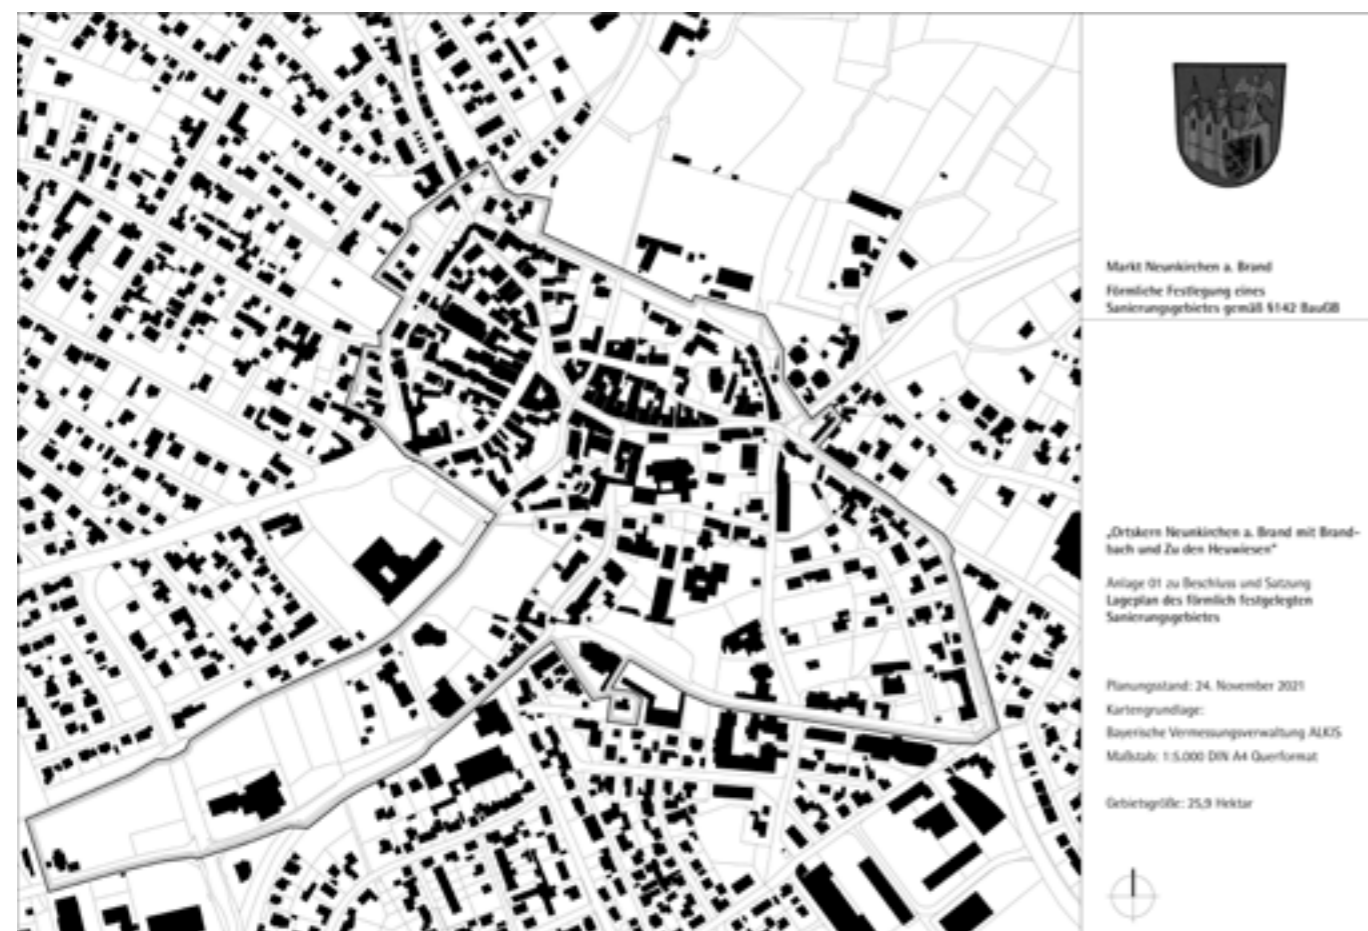 Markt Neunkirchen a. Brand
Förmliche Festlegung eines
Sanierungsgebietes gemäß §142 BauGB
„Ortskern Neunkirchen a. Brand mit Brand-
bach und Zu den Heuwiesen“
Anlage 01 zu Beschluss und Satzung
Lageplan des förmlich festgelegten
Sanierungsgebietes
Planungsstand: 24. November 2021
Kartengrundlage:
Bayerische Vermessungsverwaltung ALKIS
Maßstab: 1:5.000 DIN A4 Querformat
Gebietsgröße: 25,9 Hektar